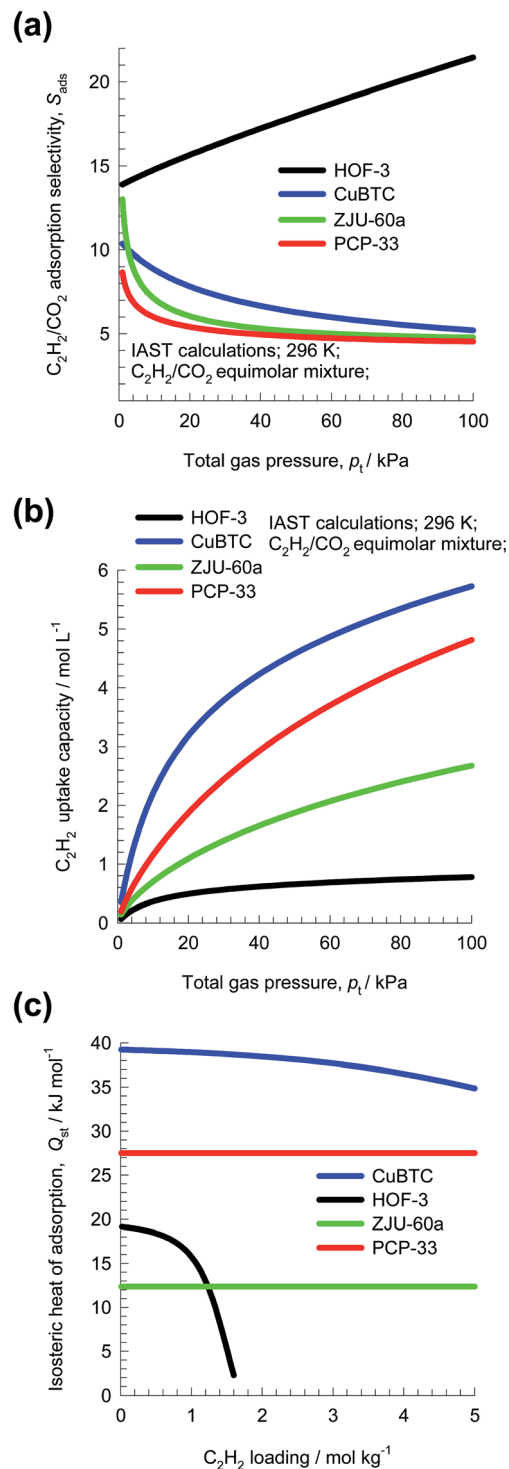 (a)
C₂H₂/CO₂ adsorption selectivity, Sads
20
15
10
5
HOF-3
CuBTC
ZJU-60a
PCP-33
IAST calculations; 296 K;
C₂H₂/CO₂ equimolar mixture;
0 20 40 60 80 100
Total gas pressure, pt / kPa
(b)
HOF-3
CuBTC
ZJU-60a
PCP-33
IAST calculations; 296 K;
C₂H₂/CO₂ equimolar mixture;
C₂H₂ uptake capacity / mol L⁻¹
6
5
4
3
2
1
0
0 20 40 60 80 100
Total gas pressure, pt / kPa
(c)
Isosteric heat of adsorption, Qst / kJ mol⁻¹
40
35
30
25
20
15
10
5
0
CuBTC
HOF-3
ZJU-60a
PCP-33
0 1 2 3 4 5
C₂H₂ loading / mol kg⁻¹